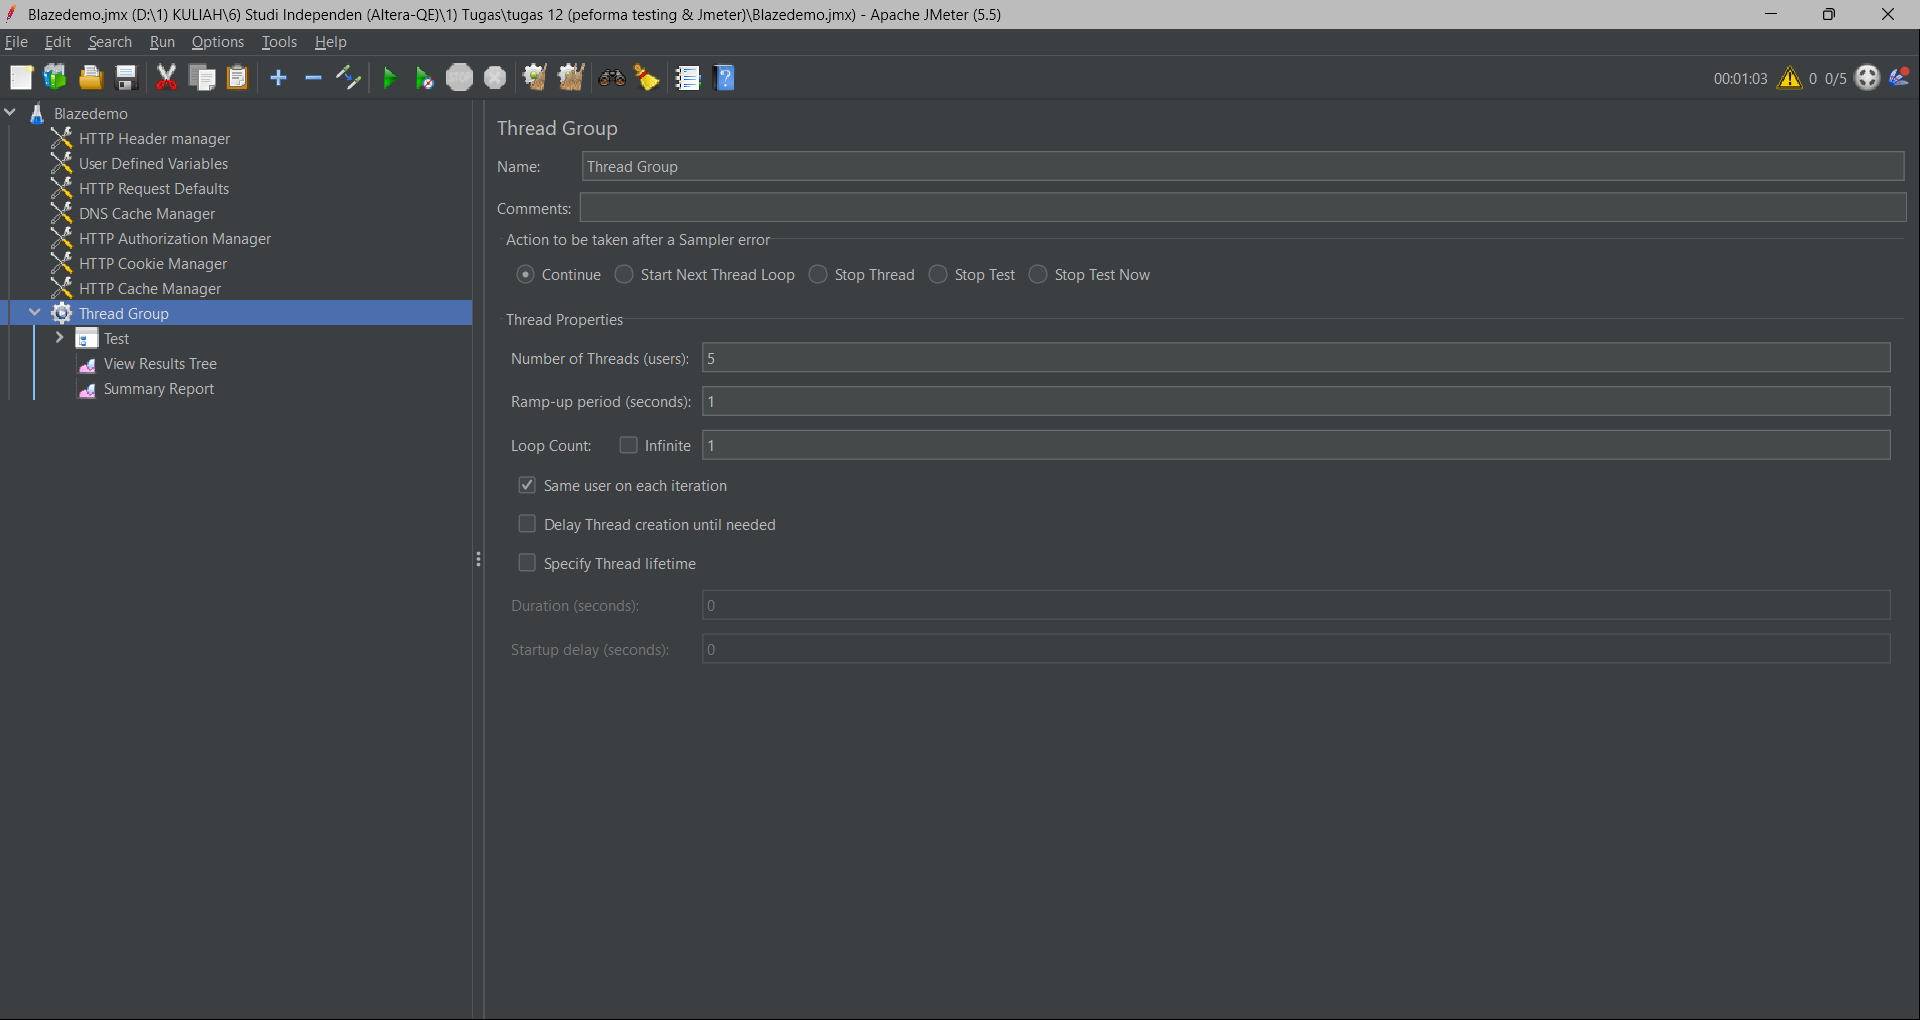 Blazedemo.jmx (D:\1) KULIAH\6) Studi Independen (Altera-QE)\1) Tugas\tugas 12 (peforma testing & Jmeter)\Blazedemo.jmx) - Apache JMeter (5.5)
File Edit Search Run Options Tools Help
STOP
00:01:03 0 0/5
Blazedemo
HTTP Header manager
User Defined Variables
HTTP Request Defaults
DNS Cache Manager
HTTP Authorization Manager
HTTP Cookie Manager
HTTP Cache Manager
Thread Group
Test
View Results Tree
Summary Report
Thread Group
Name: Thread Group
Comments:
Action to be taken after a Sampler error
Continue Start Next Thread Loop Stop Thread Stop Test Stop Test Now
Thread Properties
Number of Threads (users): 5
Ramp-up period (seconds): 1
Loop Count: Infinite 1
Same user on each iteration
Delay Thread creation until needed
Specify Thread lifetime
Duration (seconds): 0
Startup delay (seconds): 0